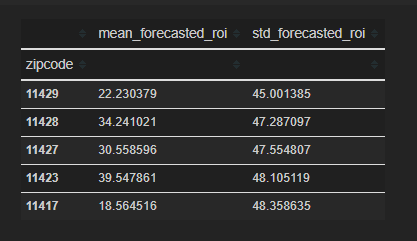 mean_forecasted_roi std_forecasted_roi
zipcode
11429 22.230379 45.001385
11428 34.241021 47.287097
11427 30.558596 47.554807
11423 39.547861 48.105119
11417 18.564516 48.358635